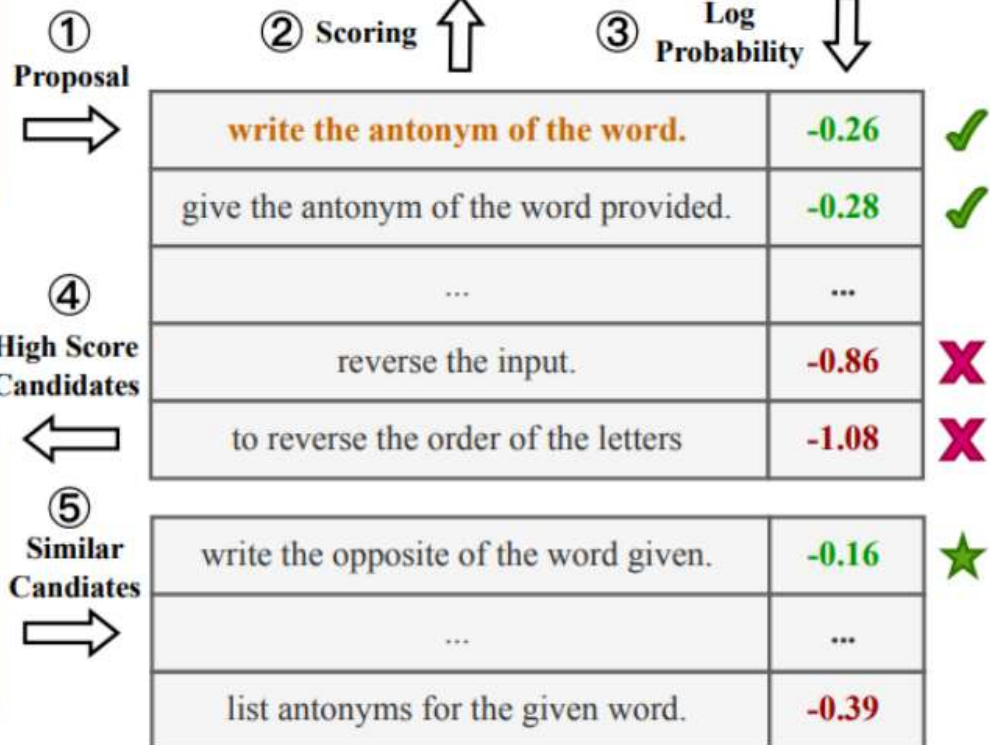 ① 
Proposal
② Scoring
③ Log
Probability
write the antonym of the word. -0.26
give the antonym of the word provided. -0.28
... ...
④
High Score
Candidates
reverse the input. -0.86
to reverse the order of the letters -1.08
⑤
Similar
Candiates
write the opposite of the word given. -0.16
... ...
list antonyms for the given word. -0.39